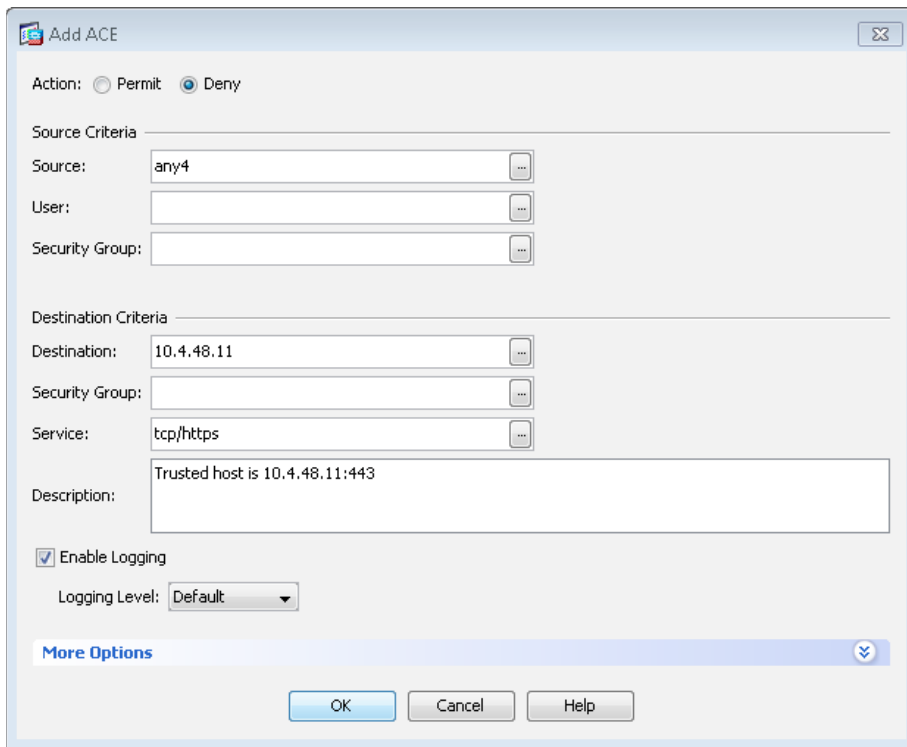 Add ACE
Action: Permit Deny
Source Criteria
Source: any4 ...
User: ...
Security Group: ...
Destination Criteria
Destination: 10.4.48.11 ...
Security Group: ...
Service: tcp/https ...
Description: Trusted host is 10.4.48.11:443
Enable Logging
Logging Level: Default
More Options
OK Cancel Help